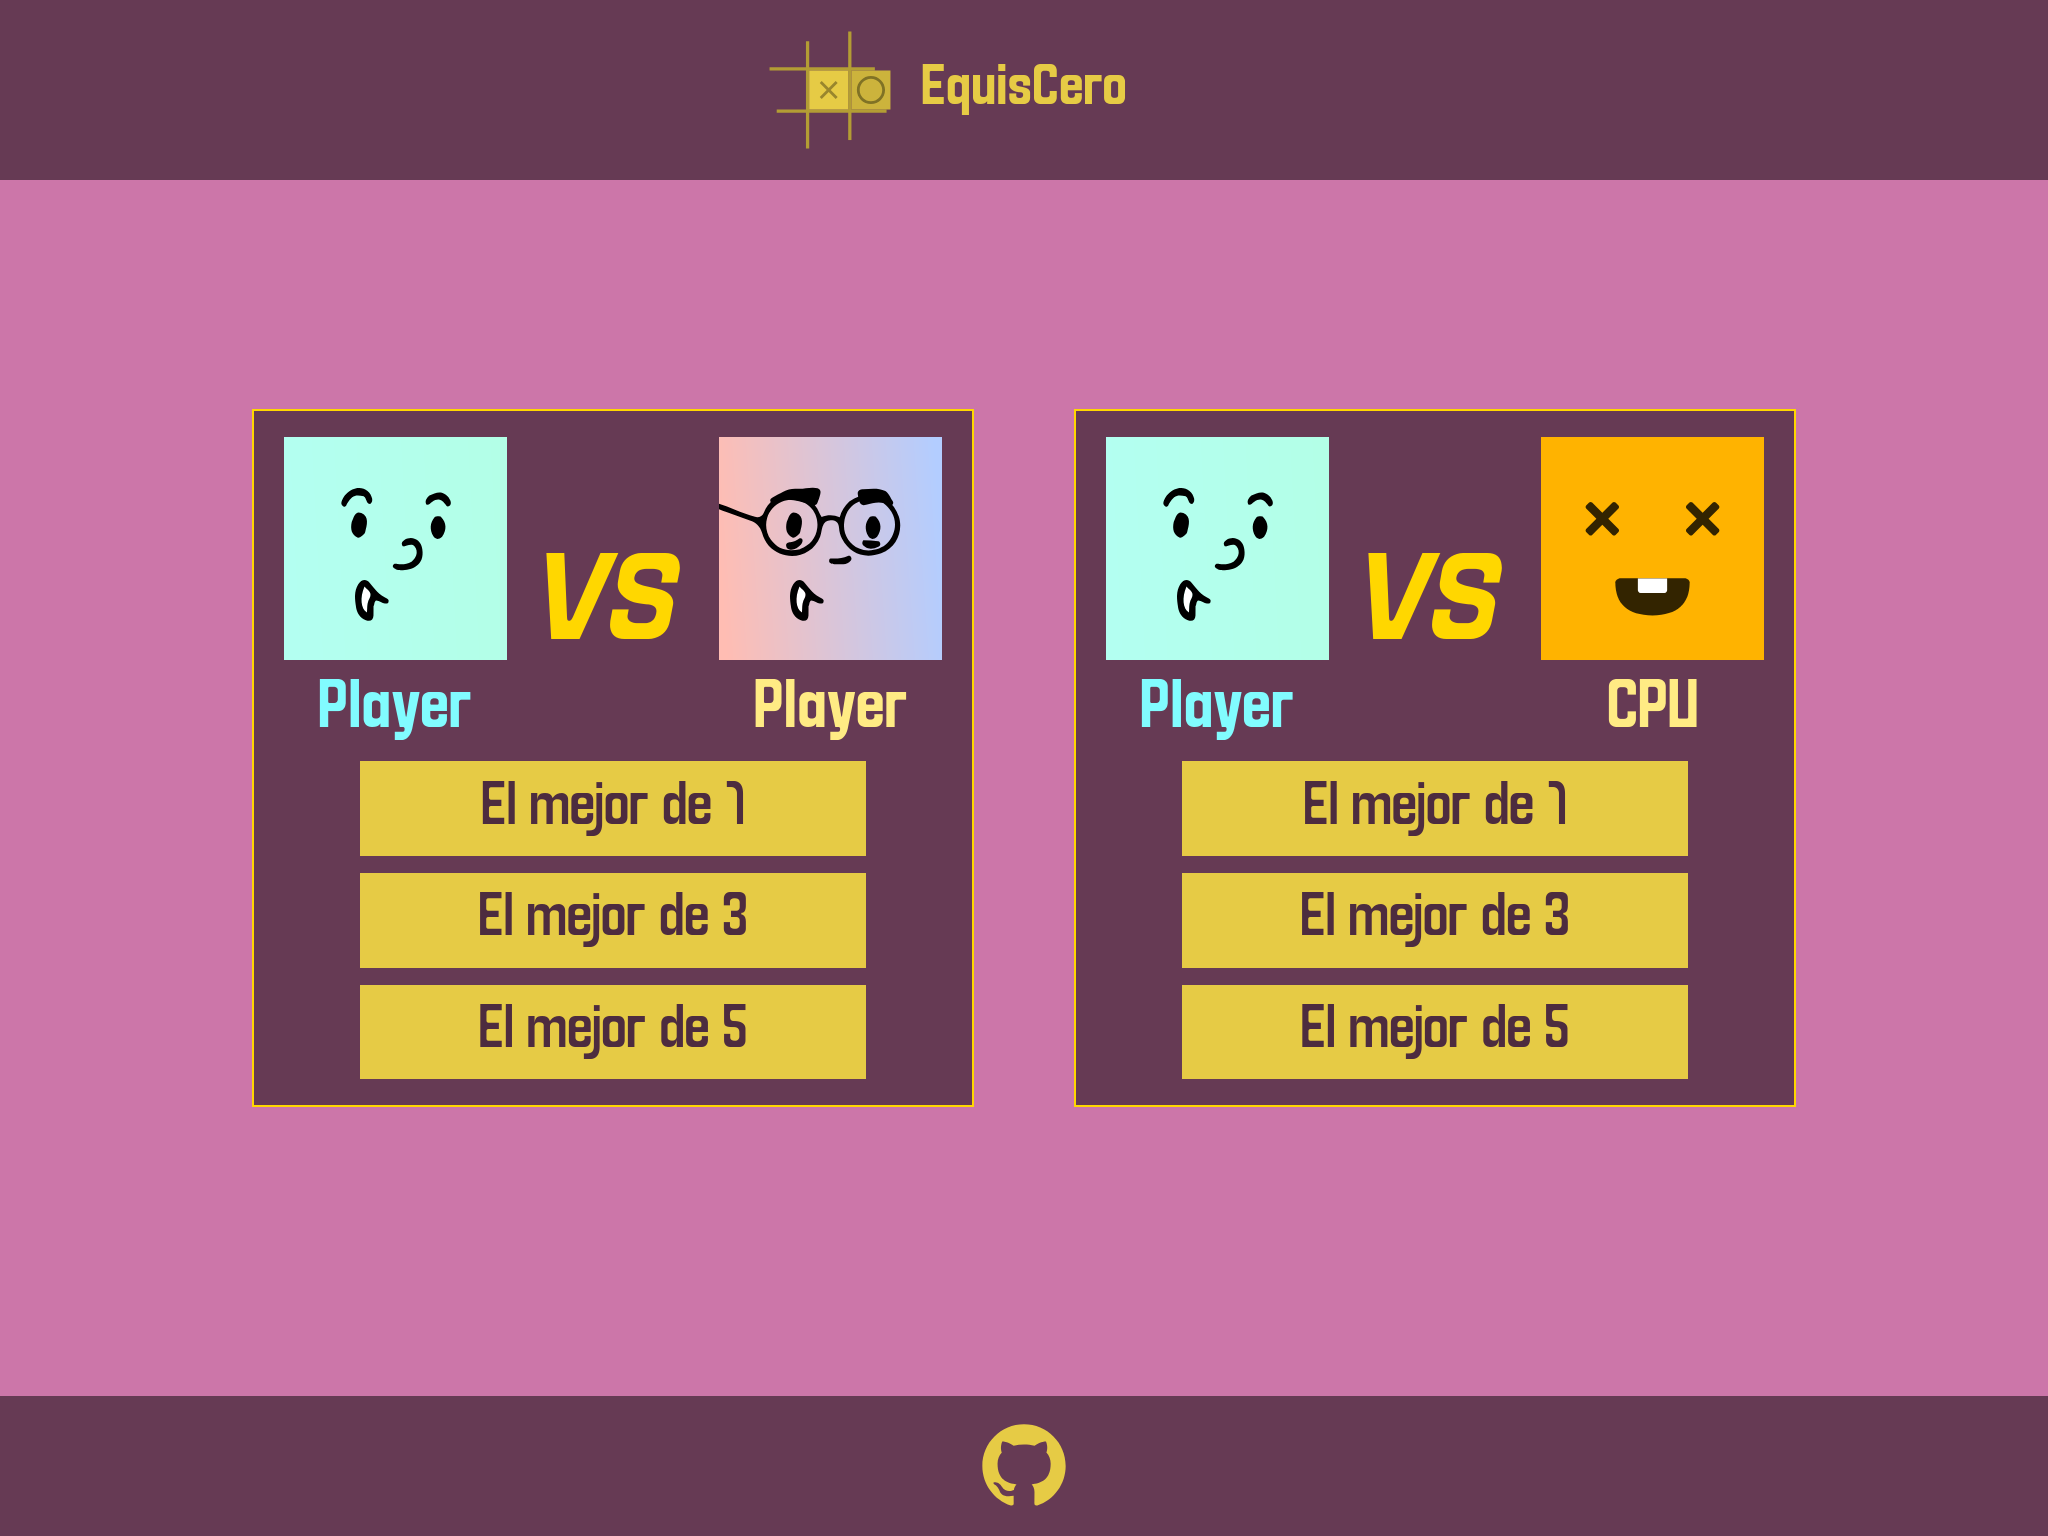 EquisCero
VS
Player
Player
El mejor de 1
El mejor de 3
El mejor de 5
VS
Player
CPU
El mejor de 1
El mejor de 3
El mejor de 5